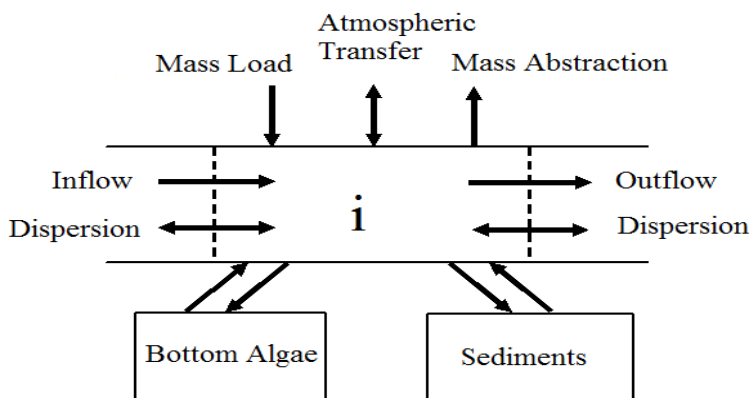 Atmospheric
Transfer
Mass Load
Mass Abstraction
Inflow
i
Outflow
Dispersion
Dispersion
Bottom Algae
Sediments